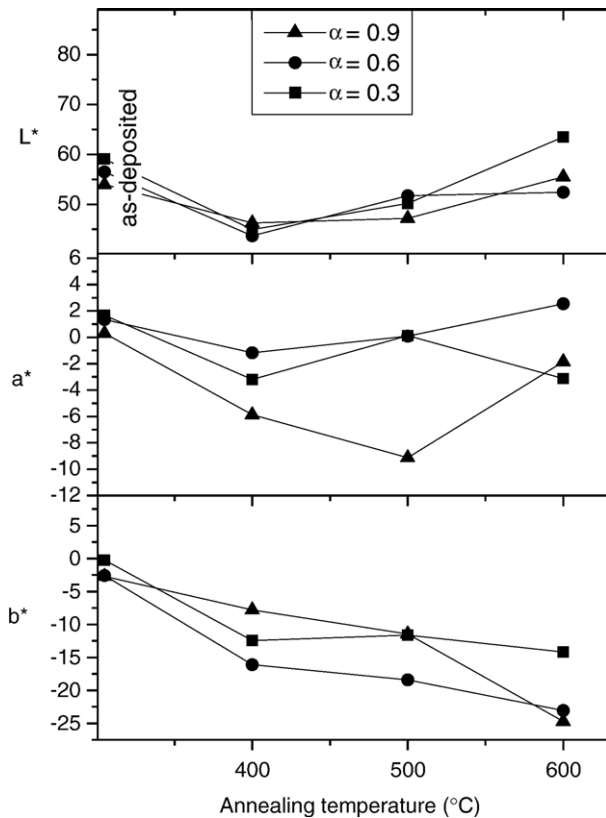 α = 0.9
α = 0.6
α = 0.3
80
70
60
50
L*
as-deposited
6
4
2
0
-2
-4
-6
-8
-10
-12
a*
5
0
-5
-10
-15
-20
-25
b*
400 500 600
Annealing temperature (°C)